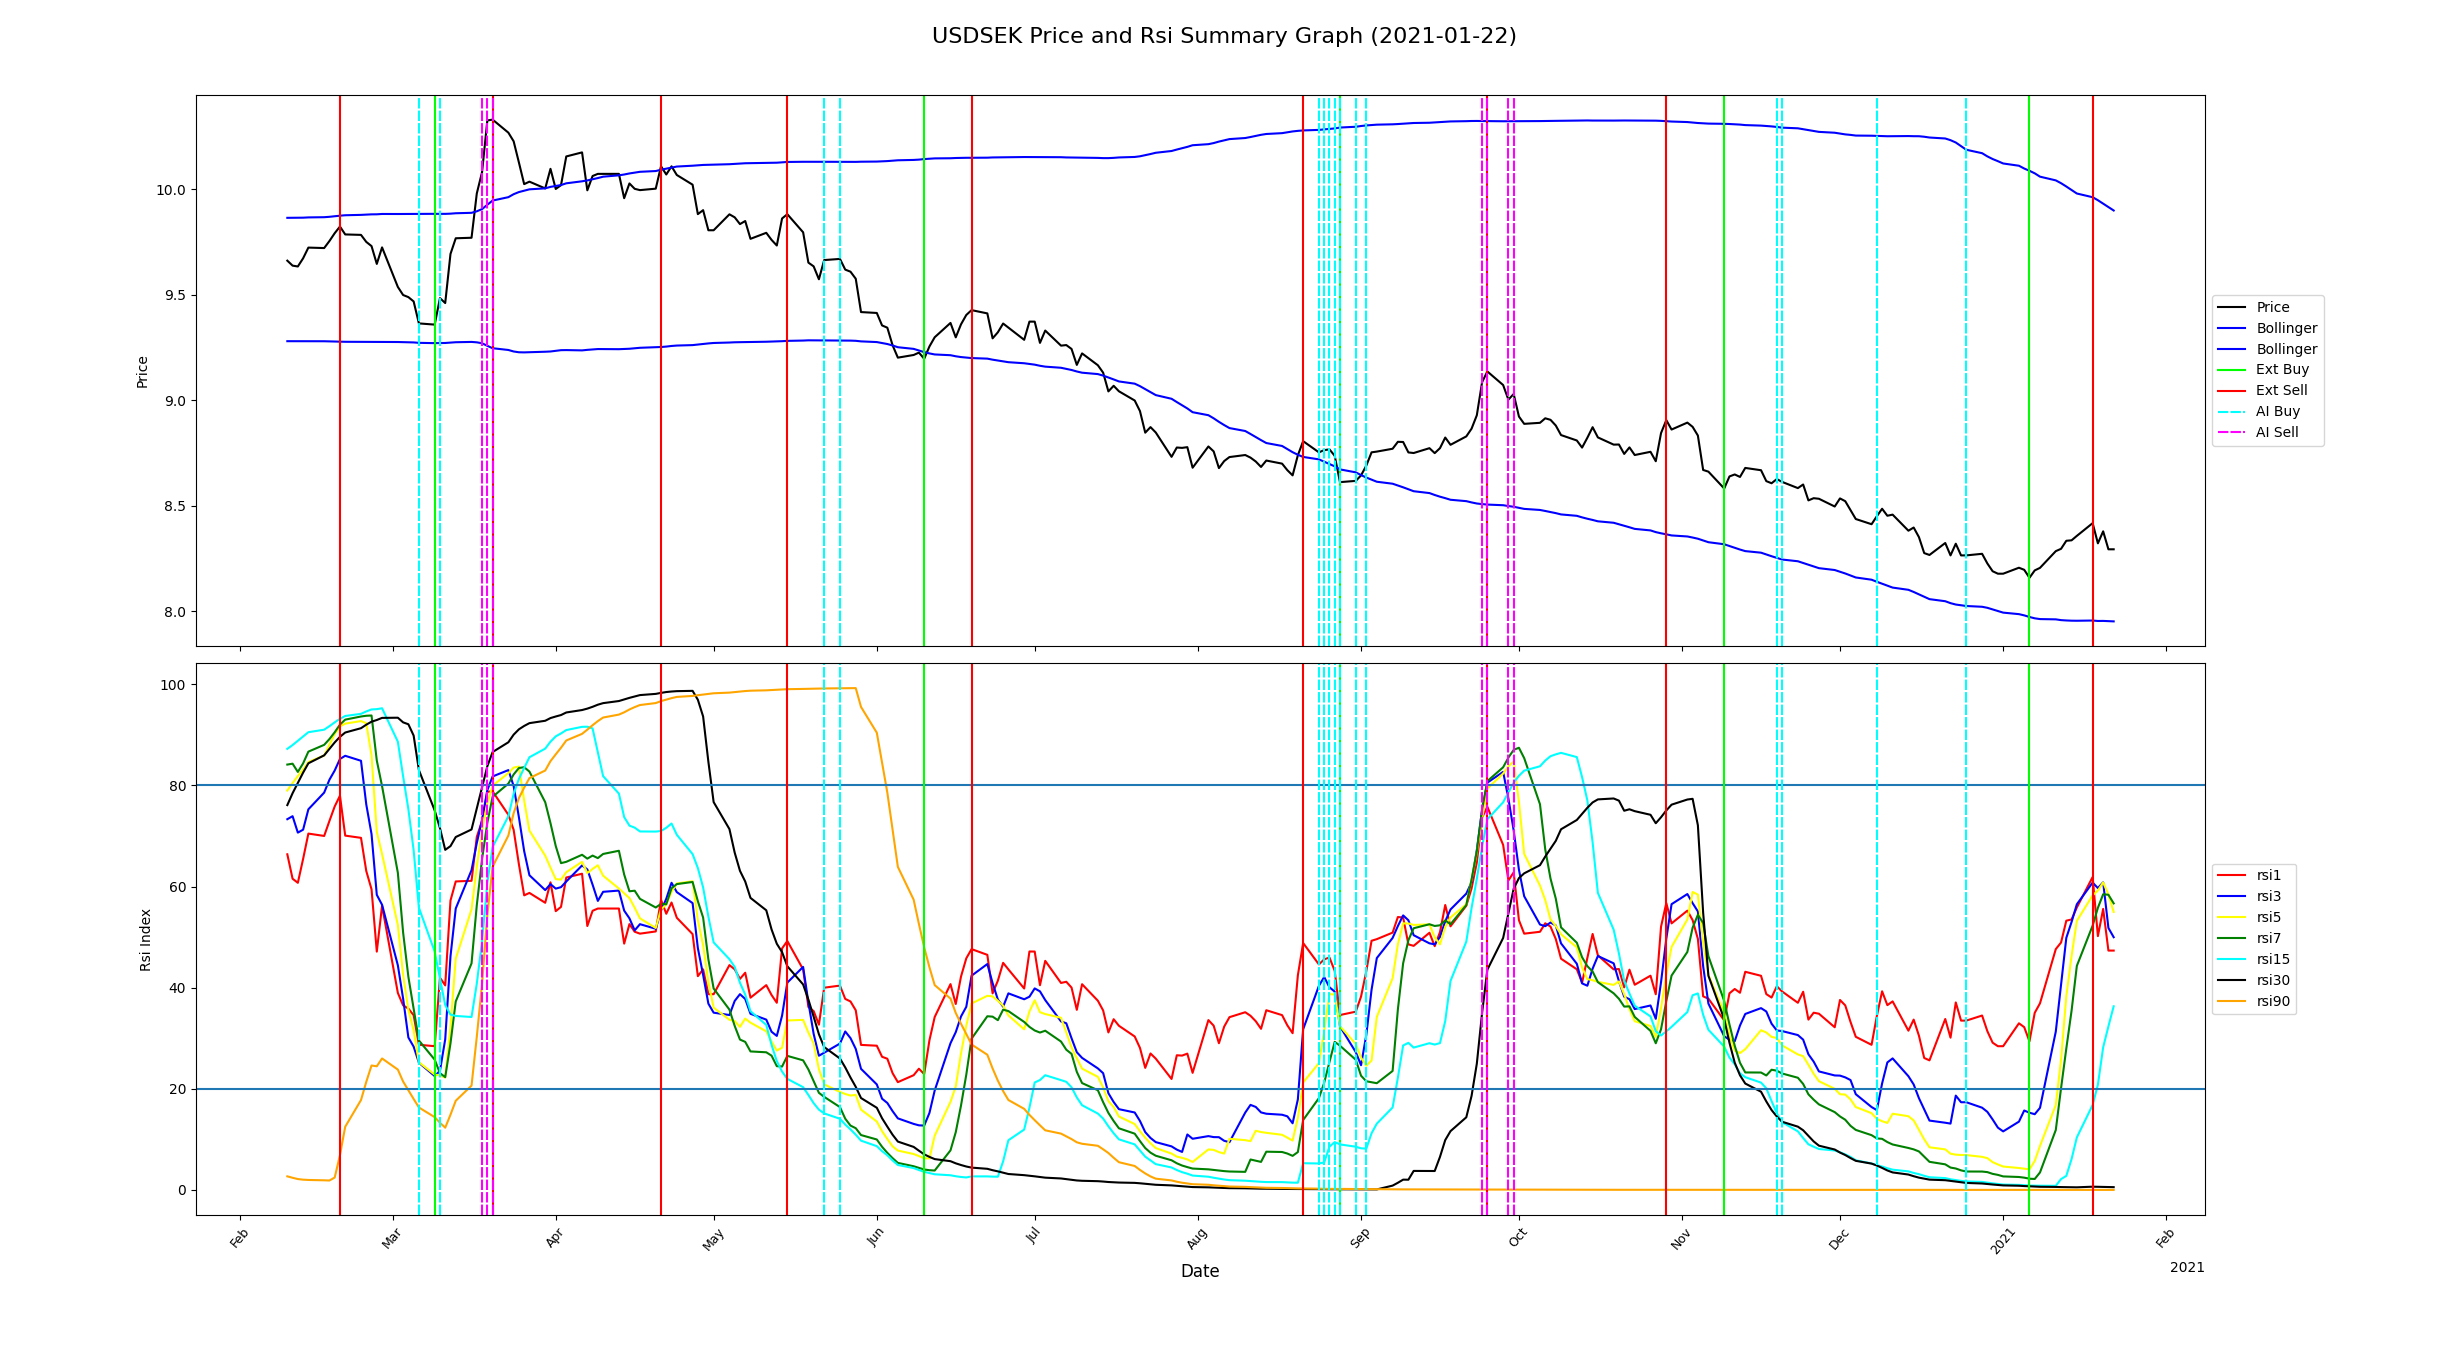 USDSEK Price and Rsi Summary Graph (2021-01-22)
10.0
9.5
9.0
8.5
8.0
Price
Price
Bollinger
Bollinger
Ext Buy
Ext Sell
AI Buy
AI Sell
100
80
60
40
20
0
Rsi Index
rsi1
rsi3
rsi5
rsi7
rsi15
rsi30
rsi90
Feb
Mar
Apr
May
Jun
Jul
Aug
Sep
Oct
Nov
Dec
2021
Feb
Date
2021